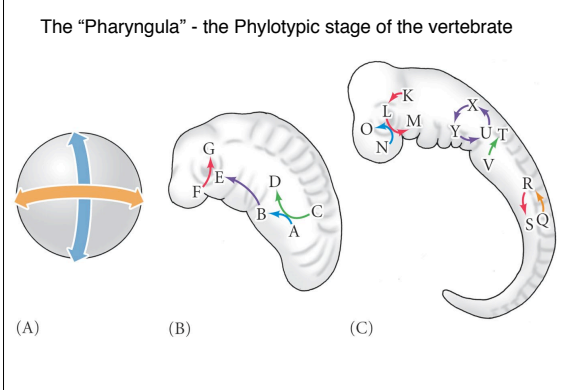 The “Pharyngula” - the Phylotypic stage of the vertebrate
K
L
M
O
N
X
Y
U
T
V
G
E
F
D
B
C
A
R
S
Q
(A)
(B)
(C)